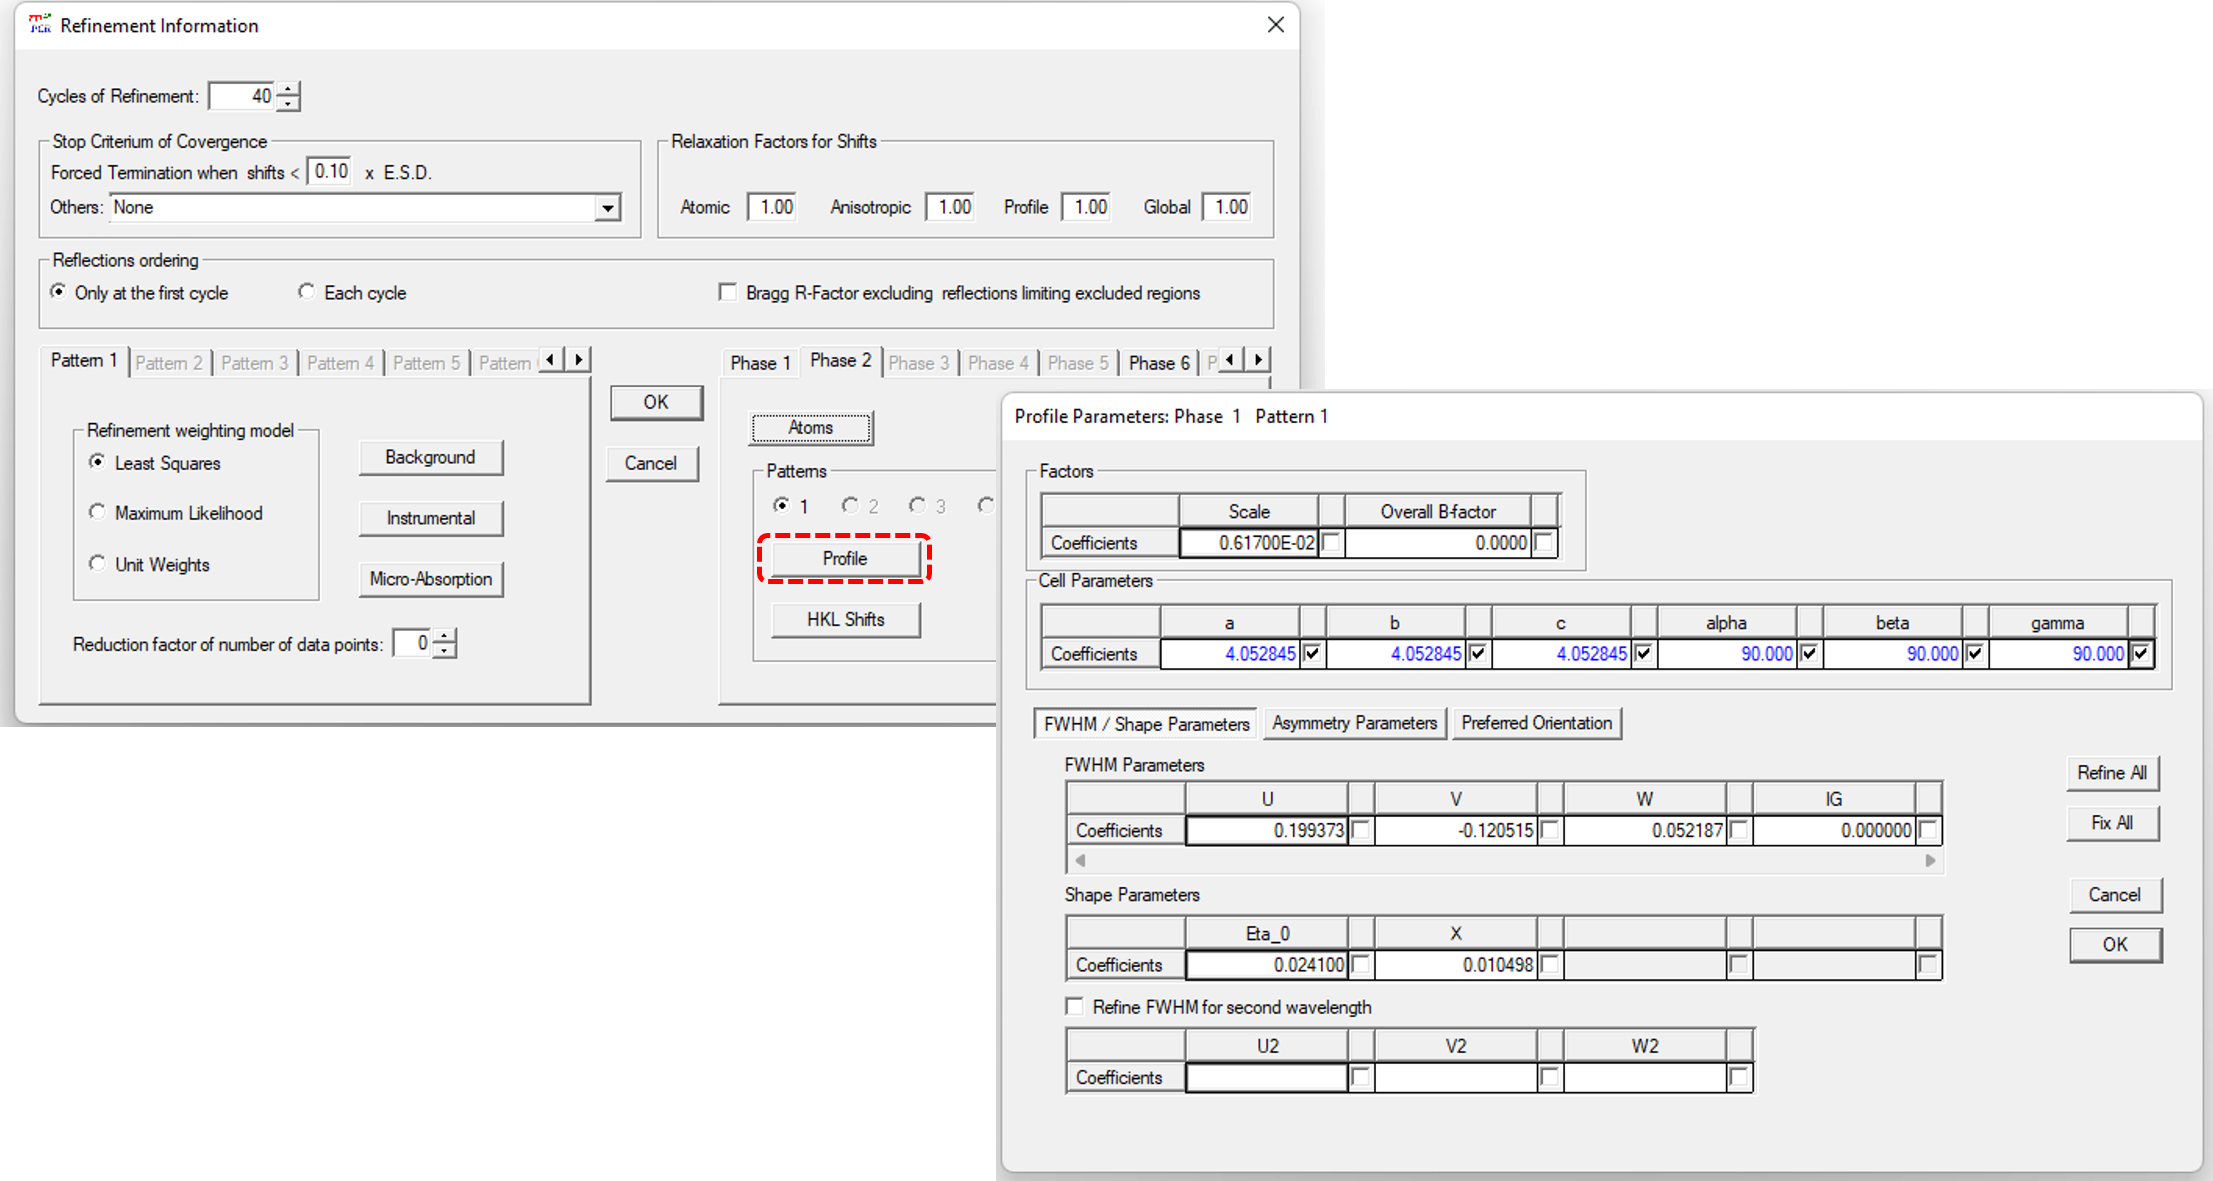 Refinement Information
Cycles of Refinement: 40
Stop Criterium of Covergence
Forced Termination when shifts < 0.10 x E.S.D.
Others: None
Relaxation Factors for Shifts
Atomic 1.00 Anisotropic 1.00 Profile 1.00 Global 1.00
Reflections ordering
Only at the first cycle Each cycle Bragg R-Factor excluding reflections limiting excluded regions
Pattern 1 Pattern 2 Pattern 3 Pattern 4 Pattern 5 Pattern
Refinement weighting model
Least Squares
Maximum Likelihood
Unit Weights
Background
Instrumental
Micro-Absorption
Reduction factor of number of data points: 0
OK
Cancel
Phase 1 Phase 2 Phase 3 Phase 4 Phase 5 Phase 6 P
Atoms
Patterns
1 2 3
Profile
HKL Shifts
Profile Parameters: Phase 1 Pattern 1
Factors
Scale Overall B-factor
Coefficients 0.61700E-02 0.0000
Cell Parameters
a b c alpha beta gamma
Coefficients 4.052845 4.052845 4.052845 90.000 90.000 90.000
FWHM / Shape Parameters Asymmetry Parameters Preferred Orientation
FWHM Parameters
U V W IG
Coefficients 0.199373 -0.120515 0.052187 0.000000
Shape Parameters
Eta_0 X
Coefficients 0.024100 0.010498
Refine FWHM for second wavelength
U2 V2 W2
Coefficients
Refine All
Fix All
Cancel
OK